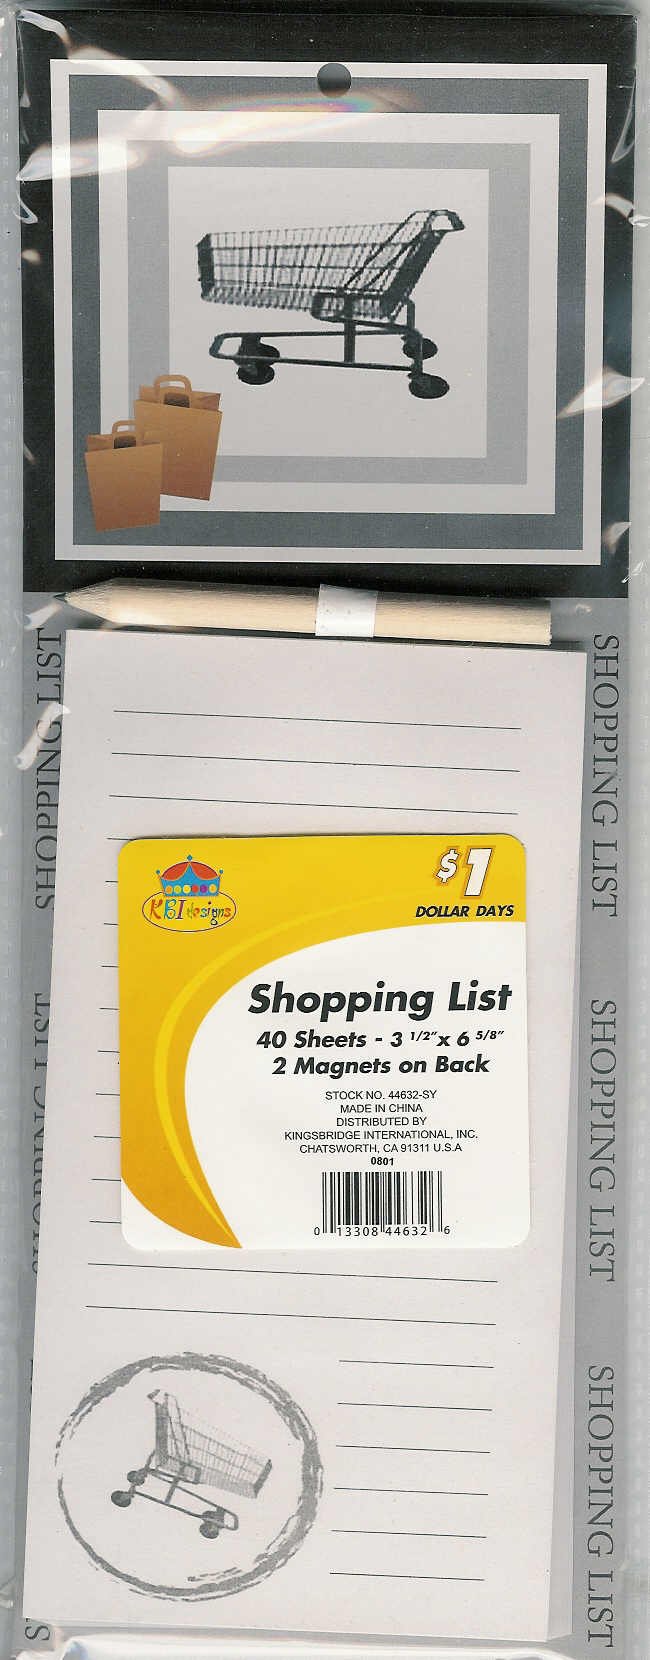 SHOPPING LIST
SHOPPING LIST
SHOPPING LIST
SHOPPING LIST
SHOPPING LIST
S
KBI designs
$1
DOLLAR DAYS
Shopping List
40 Sheets - 3 1/2"x 6 5/8"
2 Magnets on Back
STOCK NO. 44632-SY
MADE IN CHINA
DISTRIBUTED BY
KINGSBRIDGE INTERNATIONAL, INC.
CHATSWORTH, CA 91311 U.S.A
0801
0 13308 44632 6